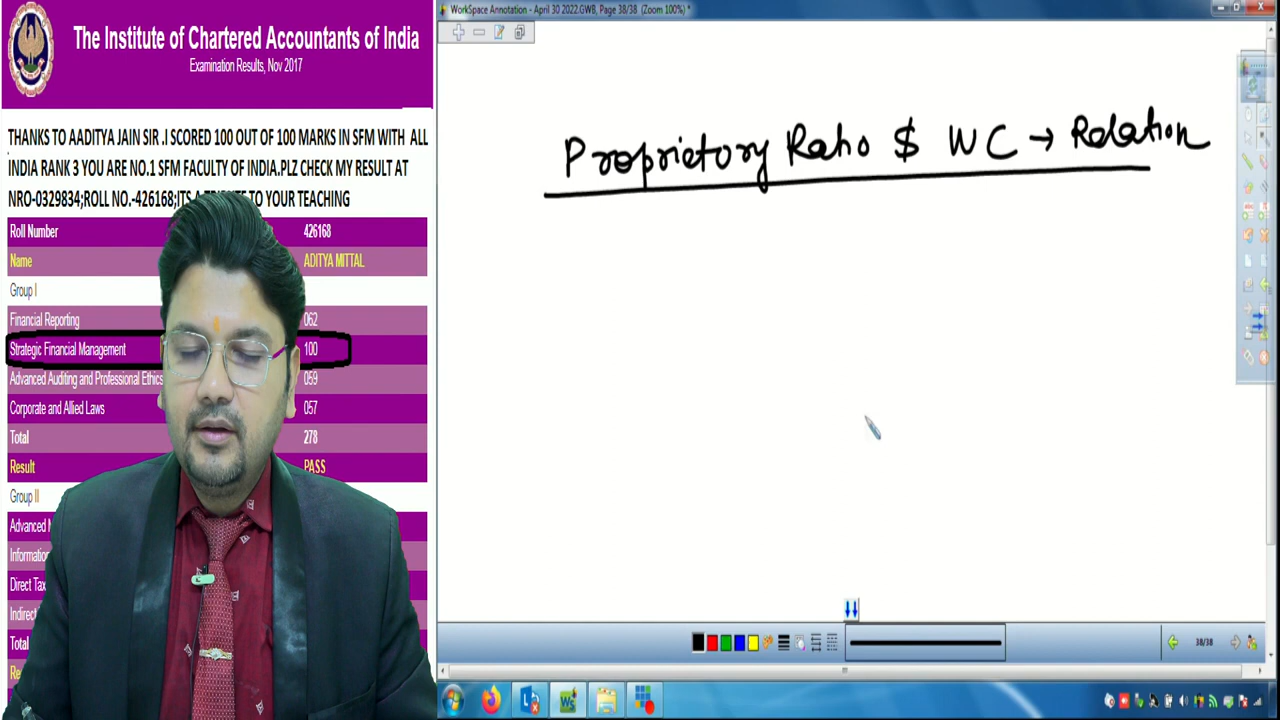 The Institute of Chartered Accountants of India
Examination Results, Nov 2017
THANKS TO AADITYA JAIN SIR .I SCORED 100 OUT OF 100 MARKS IN SFM WITH ALL
INDIA RANK 3 YOU ARE NO.1 SFM FACULTY OF INDIA.PLZ CHECK MY RESULT AT
NRO-0329834;ROLL NO.-426168;ITS A TO YOUR TEACHING
Roll Number 426168
Name ADITYA MITTAL
Group I
Financial Reporting 062
Strategic Financial Management 100
Advanced Auditing and Professional Ethics 059
Corporate and Allied Laws 057
Total 278
Result PASS
Group II
Advanced
Information
Direct Tax
Indirect
Total
WorkSpace Annotation - April 30 2022.GWB, Page 38/38 (Zoom 100%) *
Proprietory Ratio $ WC → Relation
38/38